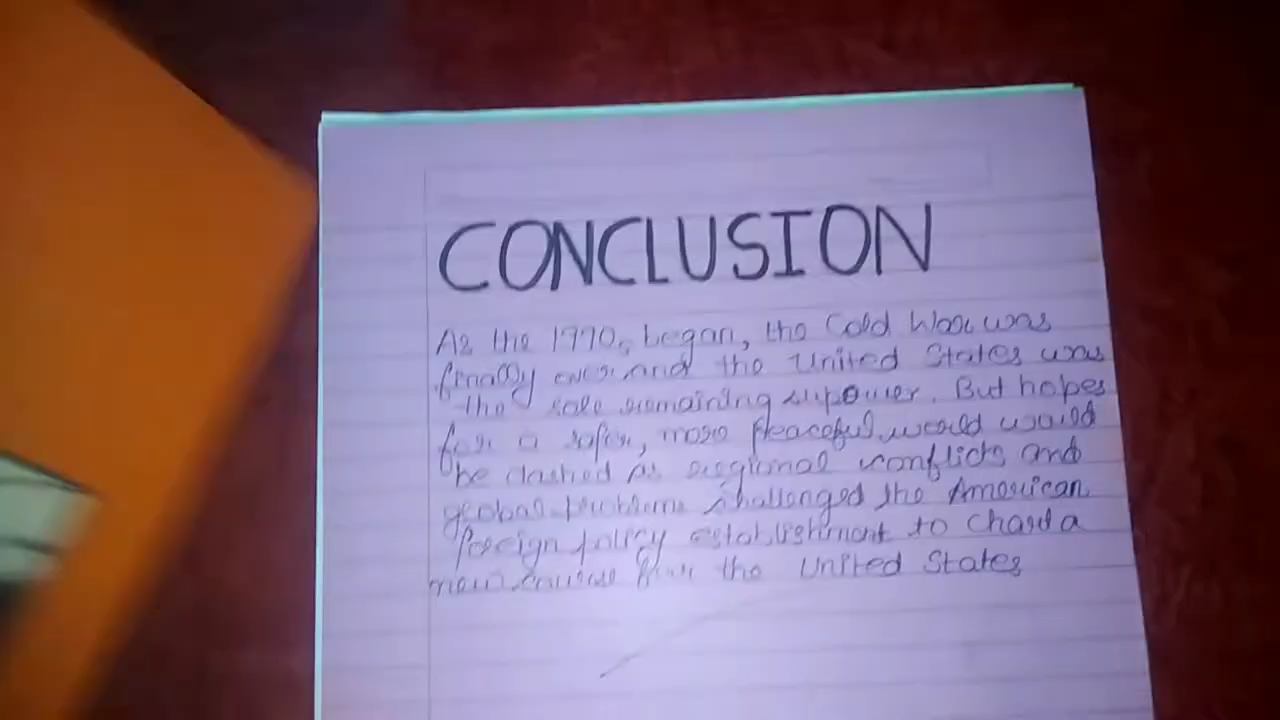 CONCLUSION
As the 1990s began, the Cold War was
finally over and the United States was
the sole remaining supower. But hopes
for a safer, more peaceful world would
be dashed as regional conflicts and
global problems challenged the American
foreign policy establishment to chart a
new course for the United States